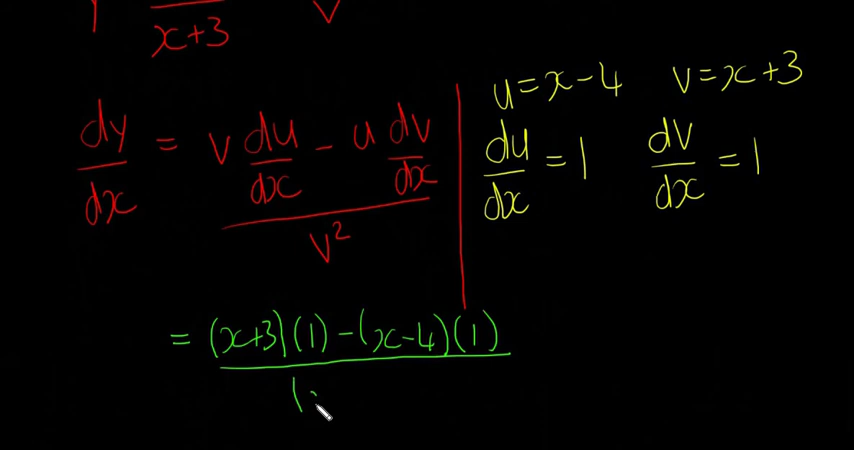 y x+3 v
u = x - 4 v = x + 3
dy/dx = (v du/dx - u dv/dx)/v² du/dx = 1 dv/dx = 1
= ((x+3)(1) - (x-4)(1))/(